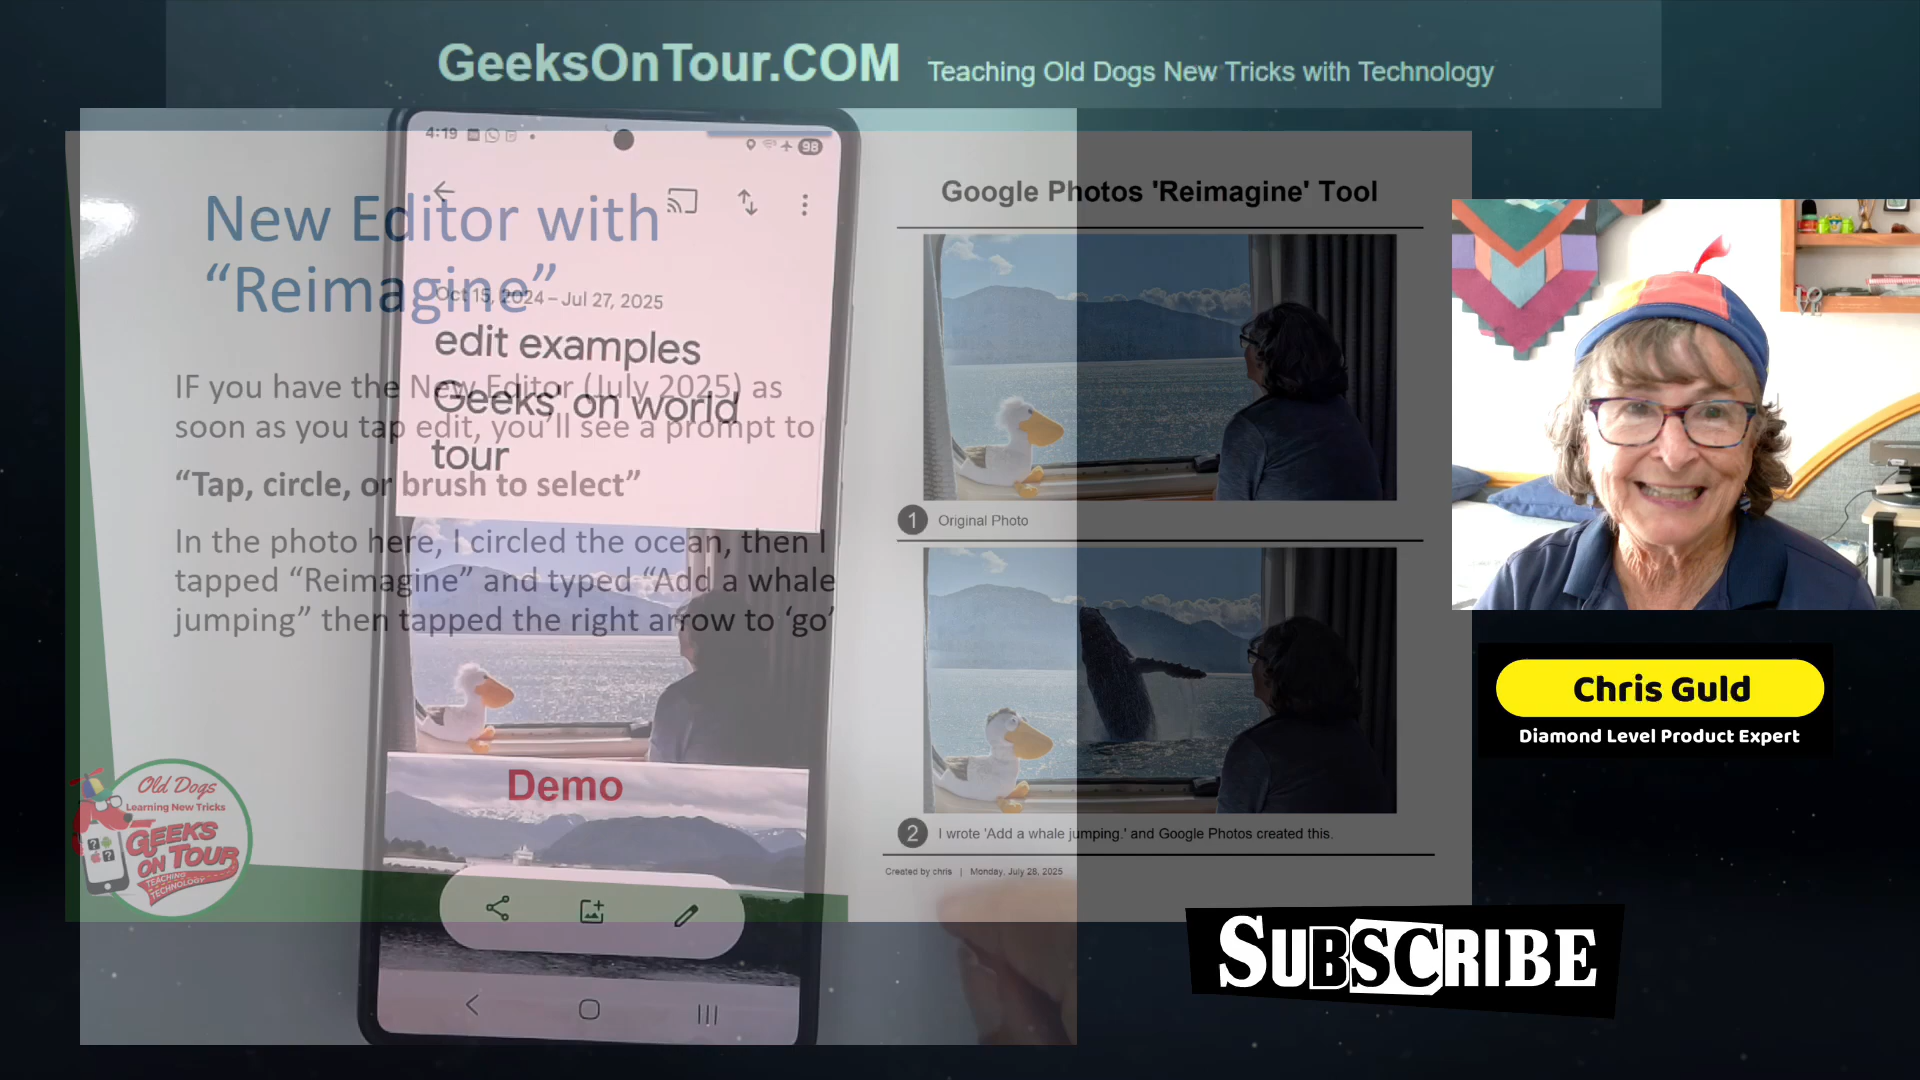 GeeksOnTour.COM Teaching Old Dogs New Tricks with Technology
4:19
98
New Editor with
“Reimagine”
Oct 15, 2024 – Jul 27, 2025
edit examples
Geeks' on world
tour
IF you have the New Editor (July 2025) as
soon as you tap edit, you’ll see a prompt to
“Tap, circle, or brush to select”
In the photo here, I circled the ocean, then I
tapped “Reimagine” and typed “Add a whale
jumping” then tapped the right arrow to ‘go’
Demo
Old Dogs
Learning New Tricks
GEEKS
ON TOUR
TEACHING
TECHNOLOGY
Google Photos 'Reimagine' Tool
1 Original Photo
2 I wrote 'Add a whale jumping.' and Google Photos created this.
Created by chris | Monday, July 28, 2025
Chris Guld
Diamond Level Product Expert
SUBSCRIBE